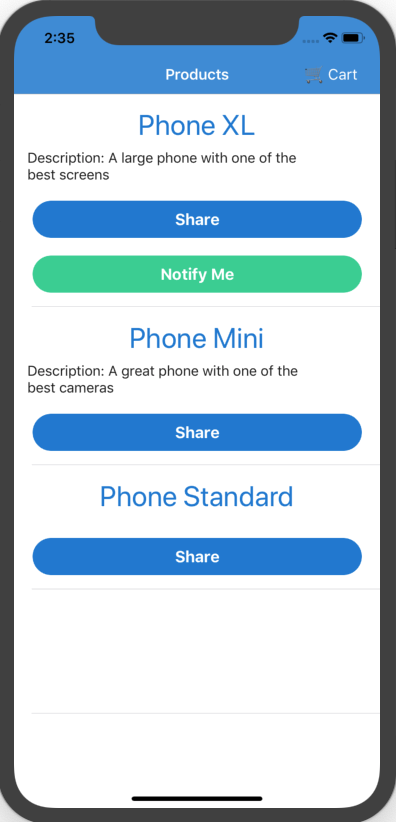 2:35
Products
Cart
Phone XL
Description: A large phone with one of the
best screens
Share
Notify Me
Phone Mini
Description: A great phone with one of the
best cameras
Share
Phone Standard
Share